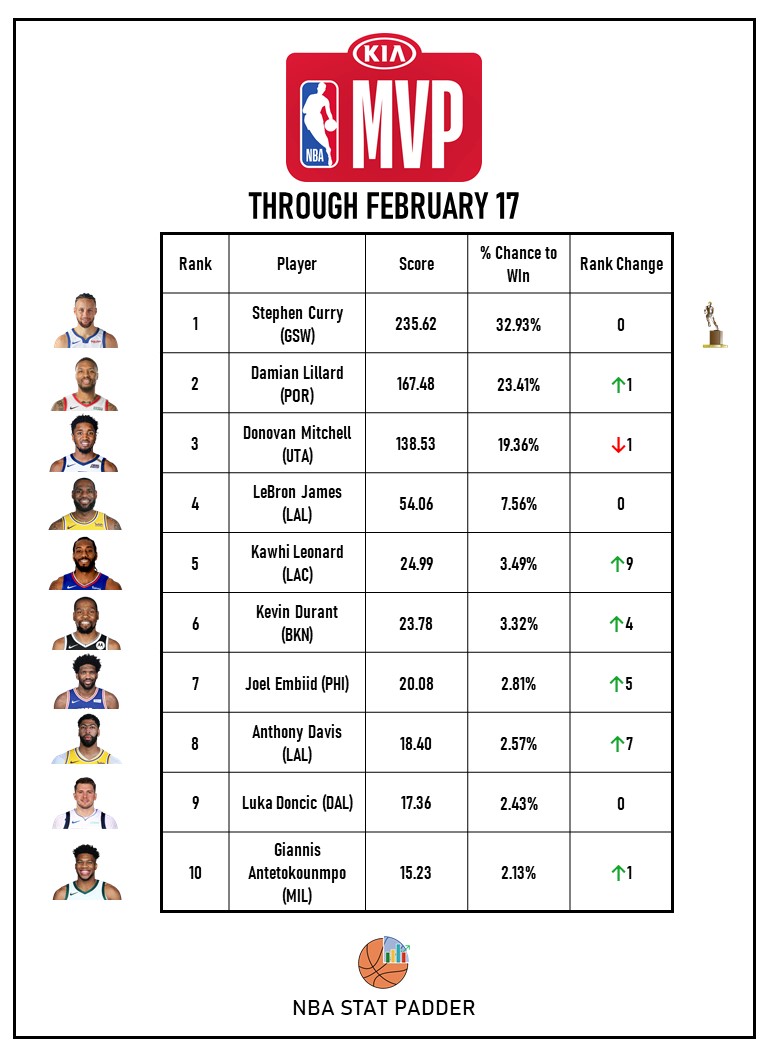 KIA
NBA
MVP
THROUGH FEBRUARY 17
Rank
Player
Score
% Chance to
WIn
Rank Change
1
Stephen Curry
(GSW)
235.62
32.93%
0
2
Damian Lillard
(POR)
167.48
23.41%
↑1
3
Donovan Mitchell
(UTA)
138.53
19.36%
↓1
4
LeBron James
(LAL)
54.06
7.56%
0
5
Kawhi Leonard
(LAC)
24.99
3.49%
↑9
6
Kevin Durant
(BKN)
23.78
3.32%
↑4
7
Joel Embiid (PHI)
20.08
2.81%
↑5
8
Anthony Davis
(LAL)
18.40
2.57%
↑7
9
Luka Doncic (DAL)
17.36
2.43%
0
10
Giannis
Antetokounmpo
(MIL)
15.23
2.13%
↑1
NBA STAT PADDER